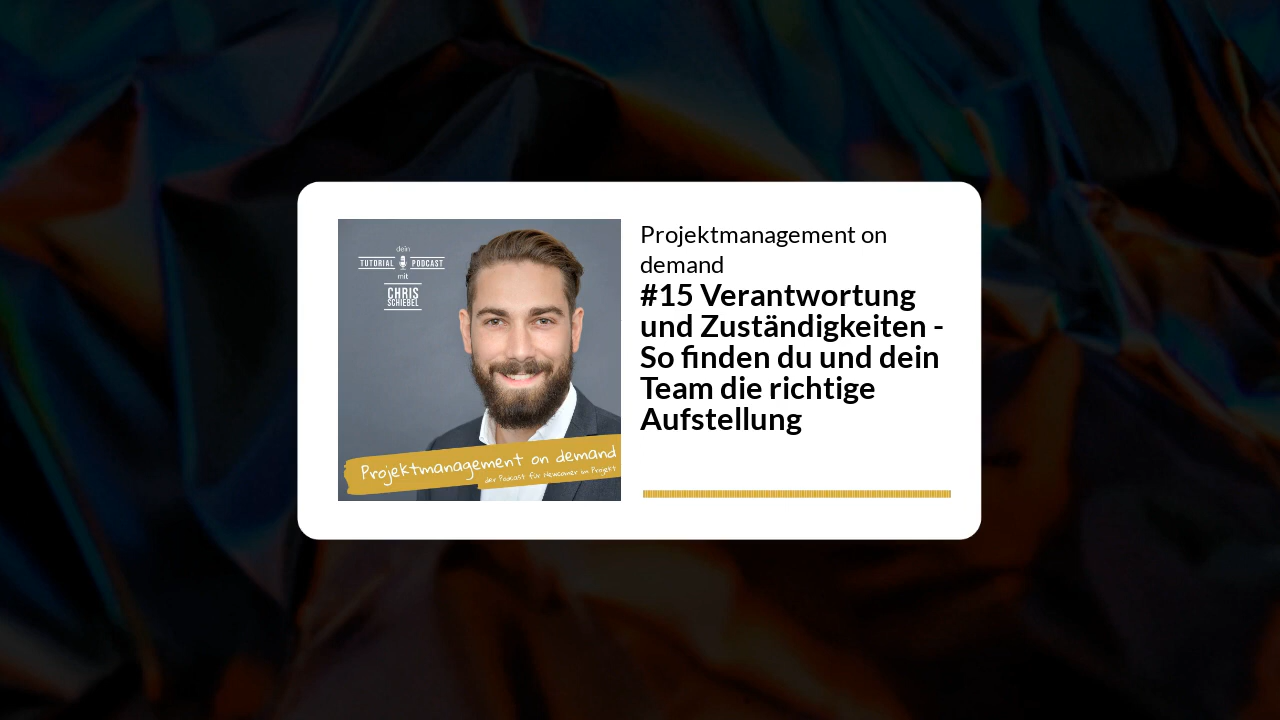 dein
TUTORIAL PODCAST
mit
CHRIS
SCHIEBEL
Projektmanagement on demand
der Podcast für Newcomer im Projekt
Projektmanagement on
demand
#15 Verantwortung
und Zuständigkeiten -
So finden du und dein
Team die richtige
Aufstellung